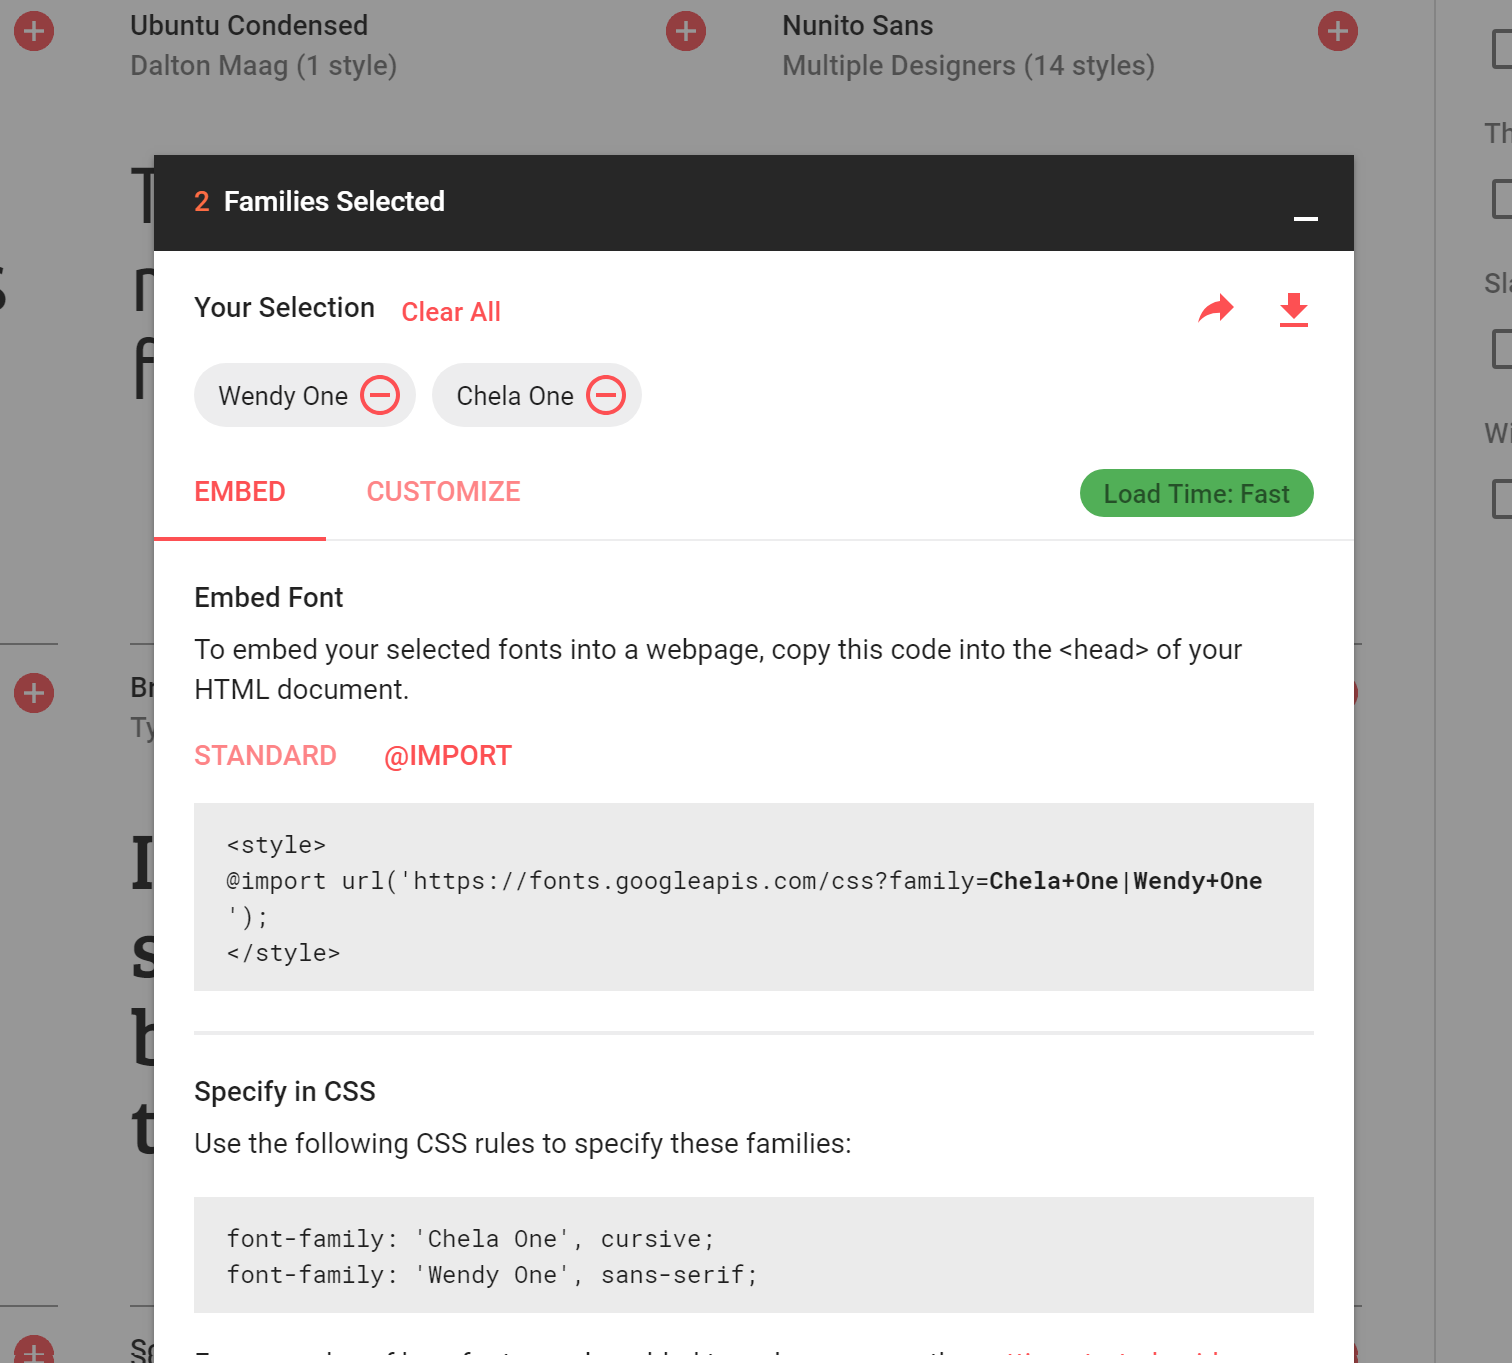 Ubuntu Condensed
Dalton Maag (1 style)
Nunito Sans
Multiple Designers (14 styles)
2 Families Selected
Your Selection Clear All
Wendy One
Chela One
EMBED CUSTOMIZE Load Time: Fast
Embed Font
To embed your selected fonts into a webpage, copy this code into the <head> of your
HTML document.
STANDARD @IMPORT
<style>
@import url('https://fonts.googleapis.com/css?family=Chela+One|Wendy+One
');
</style>
Specify in CSS
Use the following CSS rules to specify these families:
font-family: 'Chela One', cursive;
font-family: 'Wendy One', sans-serif;